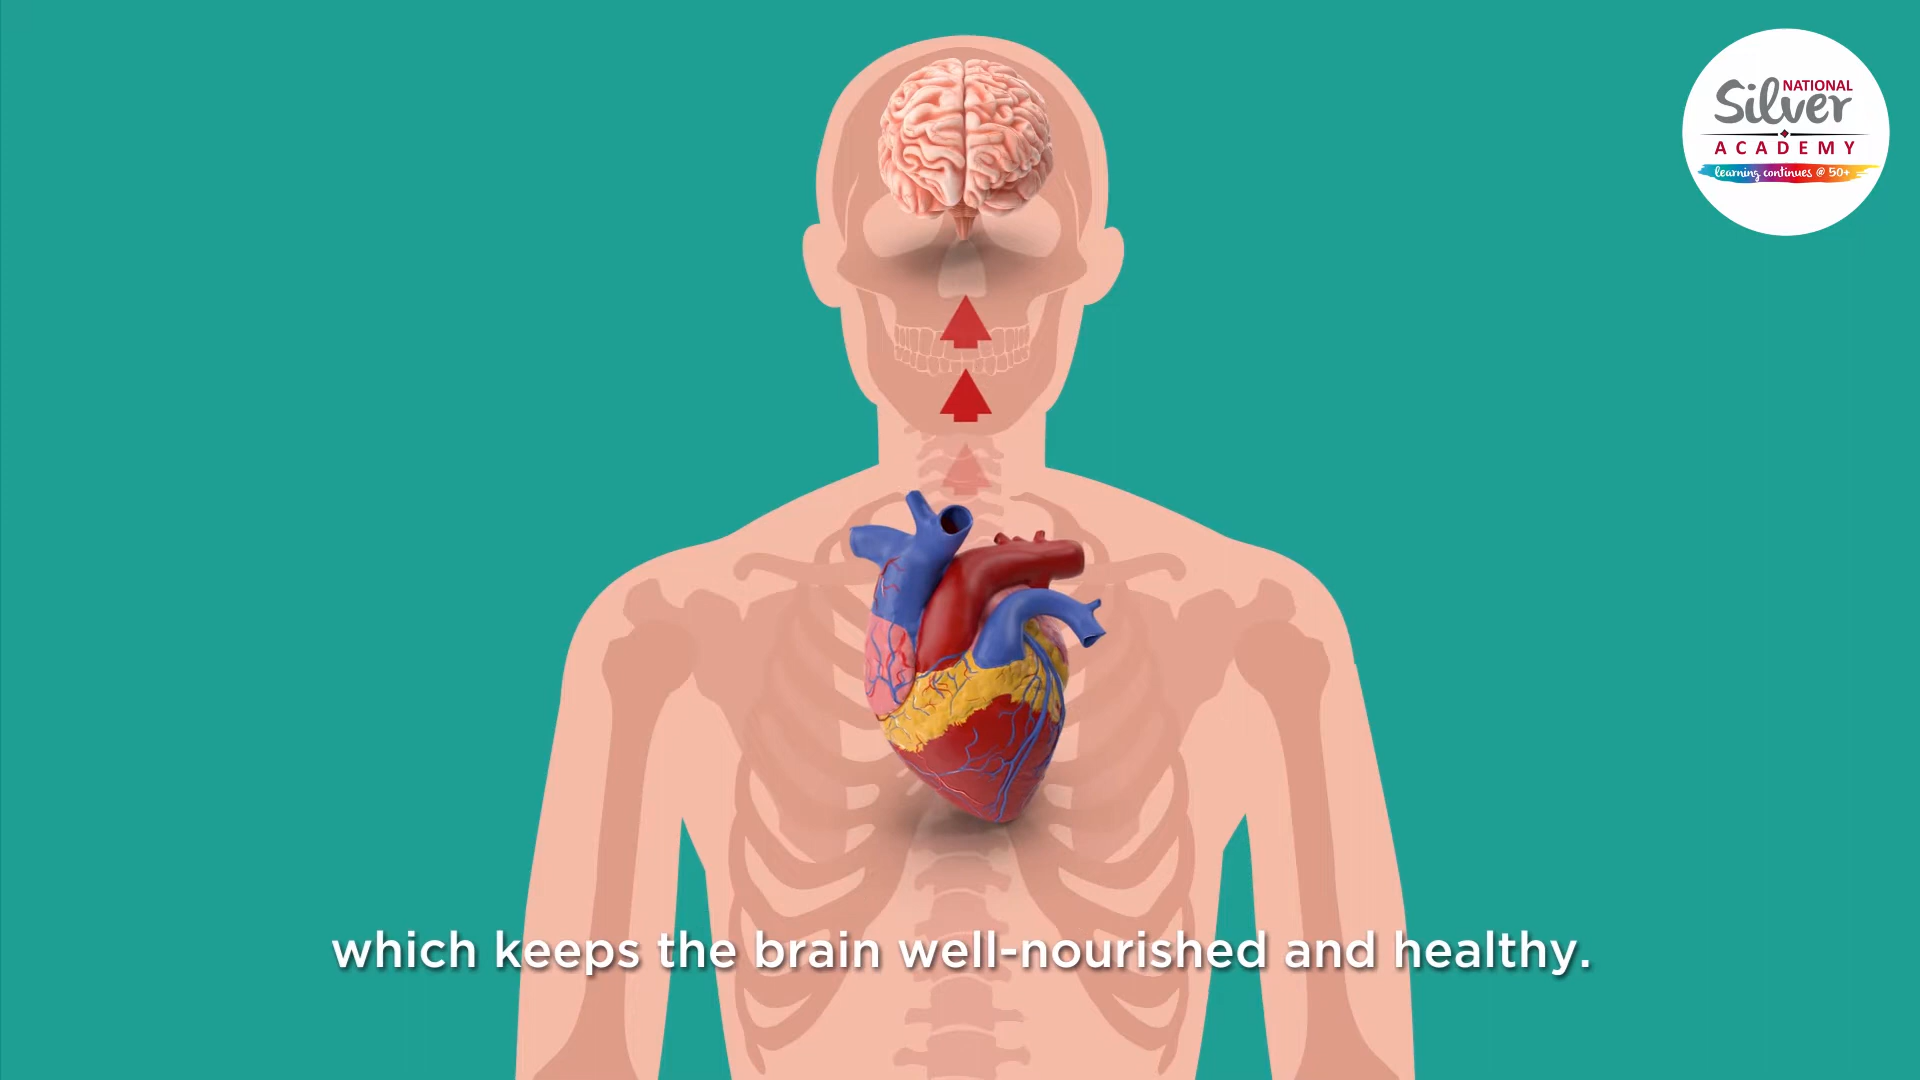 NATIONAL
Silver
ACADEMY
learning continues @ 50+
which keeps the brain well-nourished and healthy.